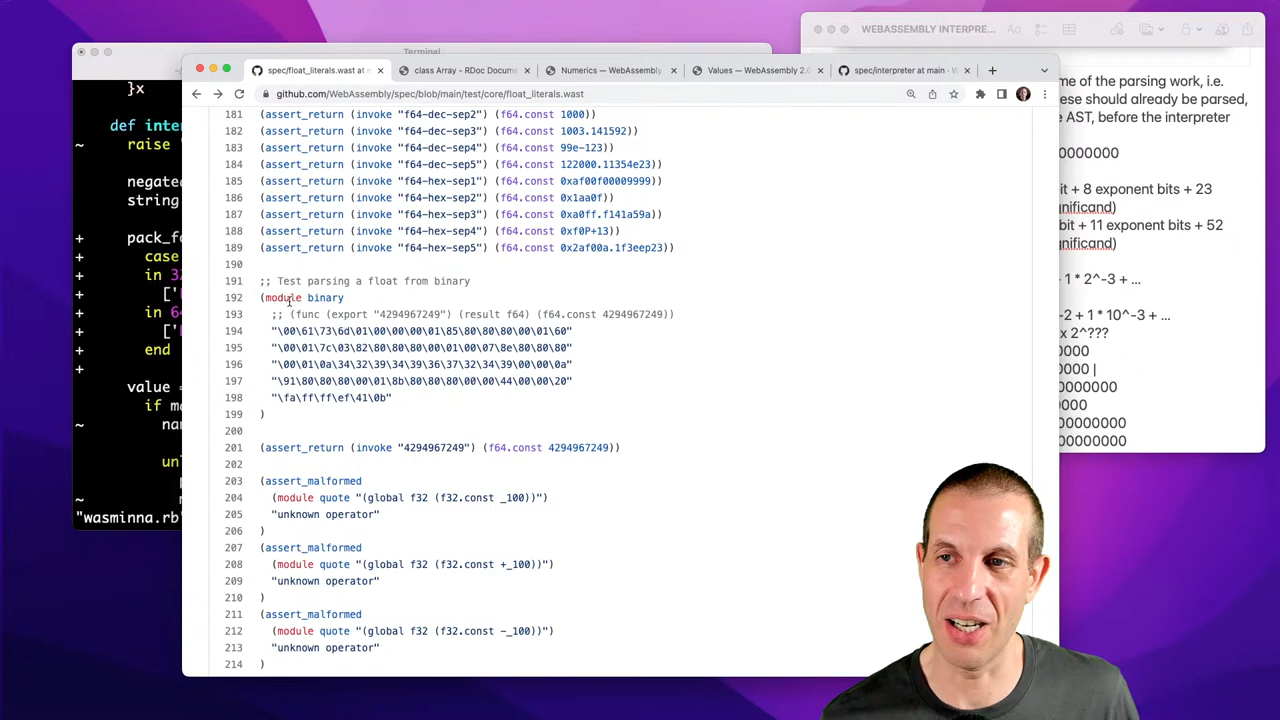 WEBASSEMBLY INTERPRE...
Terminal
spec/float_literals.wast at m
class Array - RDoc Docume
Numerics — WebAssembly
Values — WebAssembly 2.0
spec/interpreter at main · w
github.com/WebAssembly/spec/blob/main/test/core/float_literals.wast
}x
def inte
~ raise '
negate
string
+ pack_fo
+ case
+ in 32
+ ['
+ in 64
+ ['
+ end
+
value =
if ma
~ nan
un
~ p
"wasminna.rb"
181 (assert_return (invoke "f64-dec-sep2") (f64.const 1000))
182 (assert_return (invoke "f64-dec-sep3") (f64.const 1003.141592))
183 (assert_return (invoke "f64-dec-sep4") (f64.const 99e-123))
184 (assert_return (invoke "f64-dec-sep5") (f64.const 122000.11354e23))
185 (assert_return (invoke "f64-hex-sep1") (f64.const 0xaf00f00009999))
186 (assert_return (invoke "f64-hex-sep2") (f64.const 0x1aa0f))
187 (assert_return (invoke "f64-hex-sep3") (f64.const 0xa0ff.f141a59a))
188 (assert_return (invoke "f64-hex-sep4") (f64.const 0xf0P+13))
189 (assert_return (invoke "f64-hex-sep5") (f64.const 0x2af00a.1f3eep23))
190
191 ;; Test parsing a float from binary
192 (module binary
193 ;; (func (export "4294967249") (result f64) (f64.const 4294967249))
194 "\00\61\73\6d\01\00\00\00\01\85\80\80\80\00\01\60"
195 "\00\01\7c\03\82\80\80\80\00\01\00\07\8e\80\80\80"
196 "\00\01\0a\34\32\39\34\39\36\37\32\34\39\00\00\0a"
197 "\91\80\80\80\00\01\8b\80\80\80\00\00\44\00\00\20"
198 "\fa\ff\ff\ef\41\0b"
199 )
200
201 (assert_return (invoke "4294967249") (f64.const 4294967249))
202
203 (assert_malformed
204 (module quote "(global f32 (f32.const _100))")
205 "unknown operator"
206 )
207 (assert_malformed
208 (module quote "(global f32 (f32.const +_100))")
209 "unknown operator"
210 )
211 (assert_malformed
212 (module quote "(global f32 (f32.const -_100))")
213 "unknown operator"
214 )
me of the parsing work, i.e.
ese should already be parsed,
e AST, before the interpreter
0000000
it + 8 exponent bits + 23
gnificand)
bit + 11 exponent bits + 52
gnificand)
+ 1 * 2^-3 + ...
-2 + 1 * 10^-3 + ...
x 2^???
0000
0000 |
0000000
0000
00000000
00000000